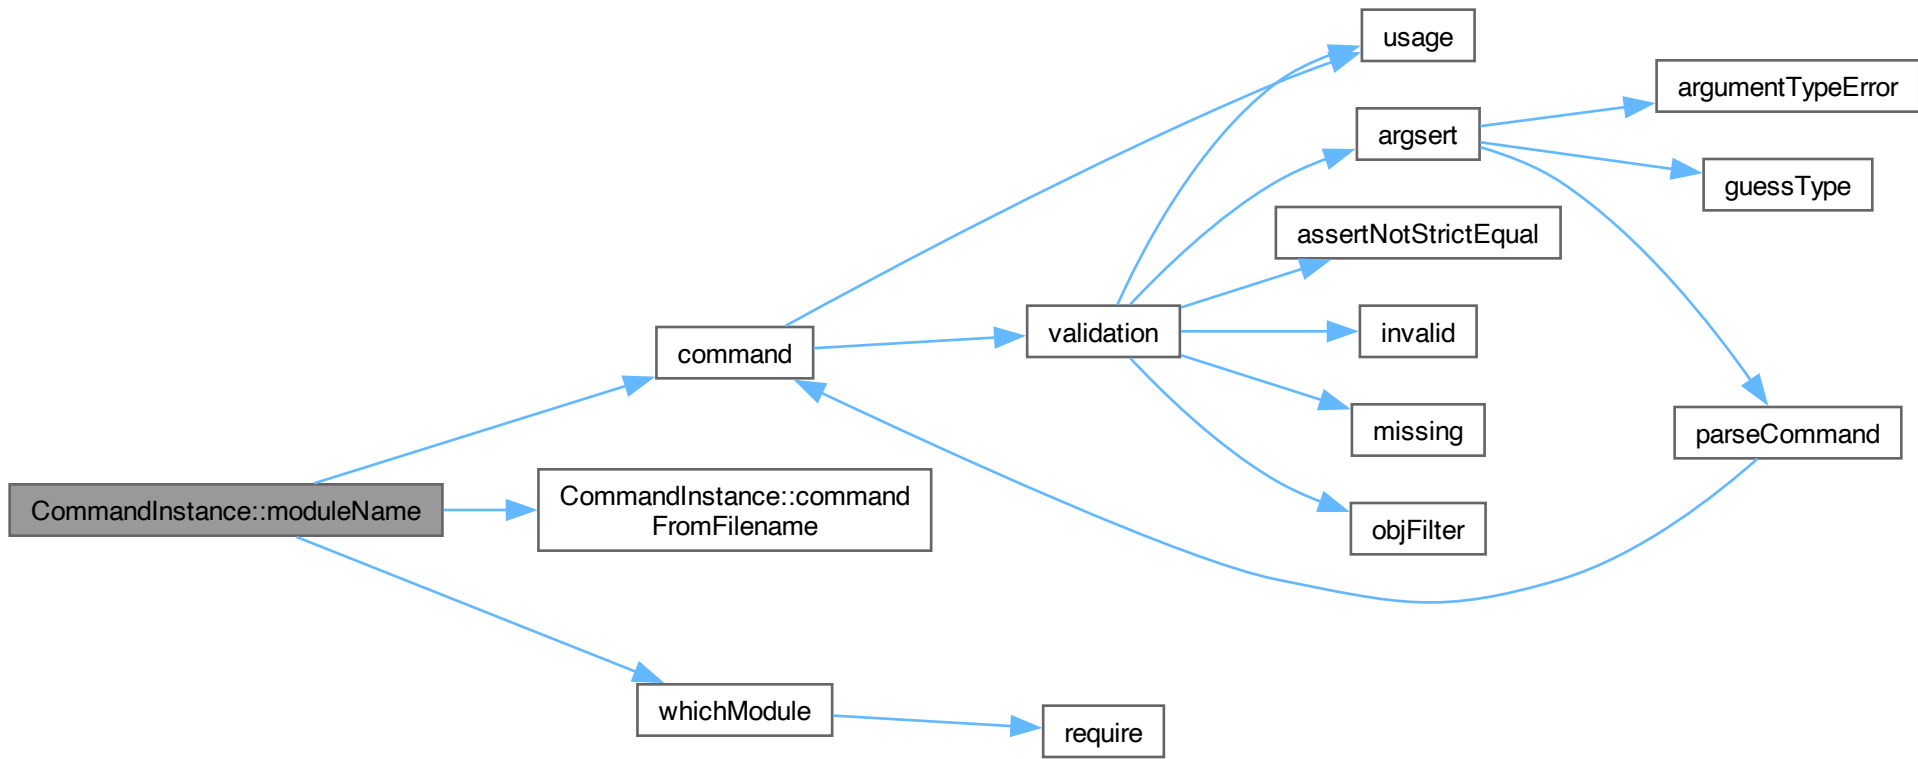 usage
argumentTypeError
argsert
guessType
assertNotStrictEqual
validation
invalid
command
missing
parseCommand
CommandInstance::moduleName
CommandInstance::command
FromFilename
objFilter
whichModule
require